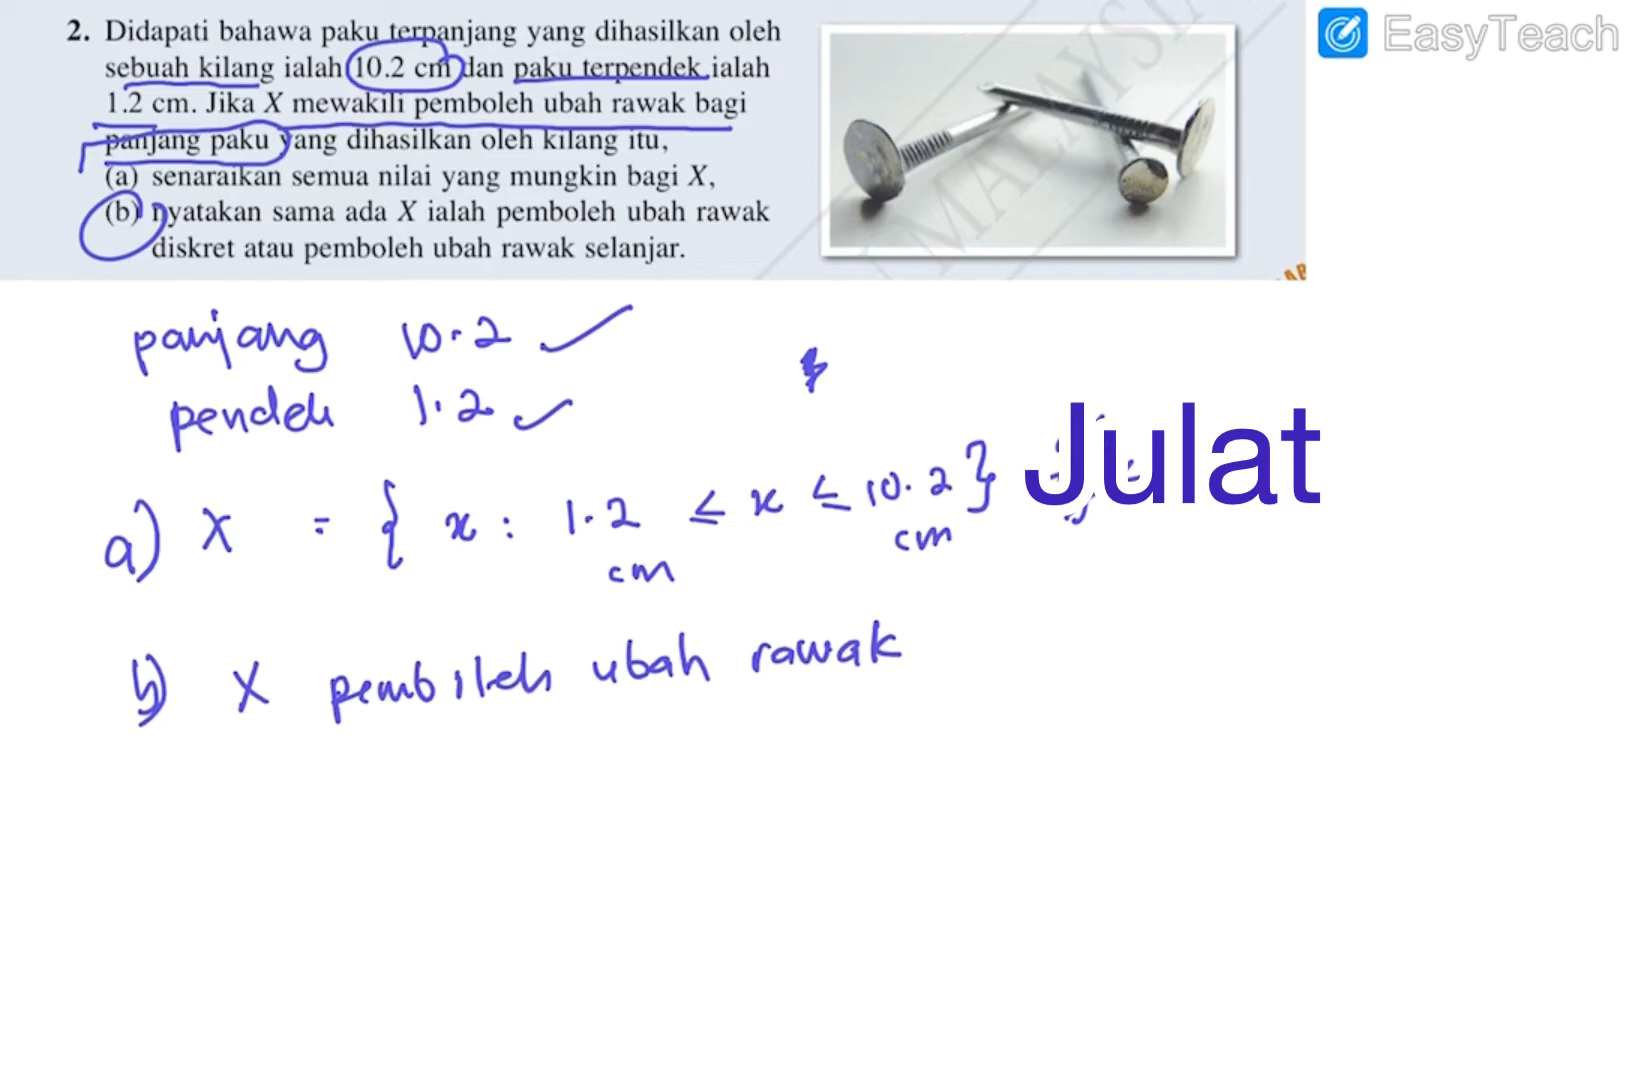 2. Didapati bahawa paku terpanjang yang dihasilkan oleh
sebuah kilang ialah 10.2 cm dan paku terpendek ialah
1.2 cm. Jika X mewakili pemboleh ubah rawak bagi
panjang paku yang dihasilkan oleh kilang itu,
(a) senaraikan semua nilai yang mungkin bagi X,
(b) nyatakan sama ada X ialah pemboleh ubah rawak
diskret atau pemboleh ubah rawak selanjar.
MALAYSI
EasyTeach
panjang 10.2 ✓
pendek 1.2 ✓
Julat
a) X = { x : 1.2 ≤ x ≤ 10.2 }
cm cm
b) X pemboleh ubah rawak